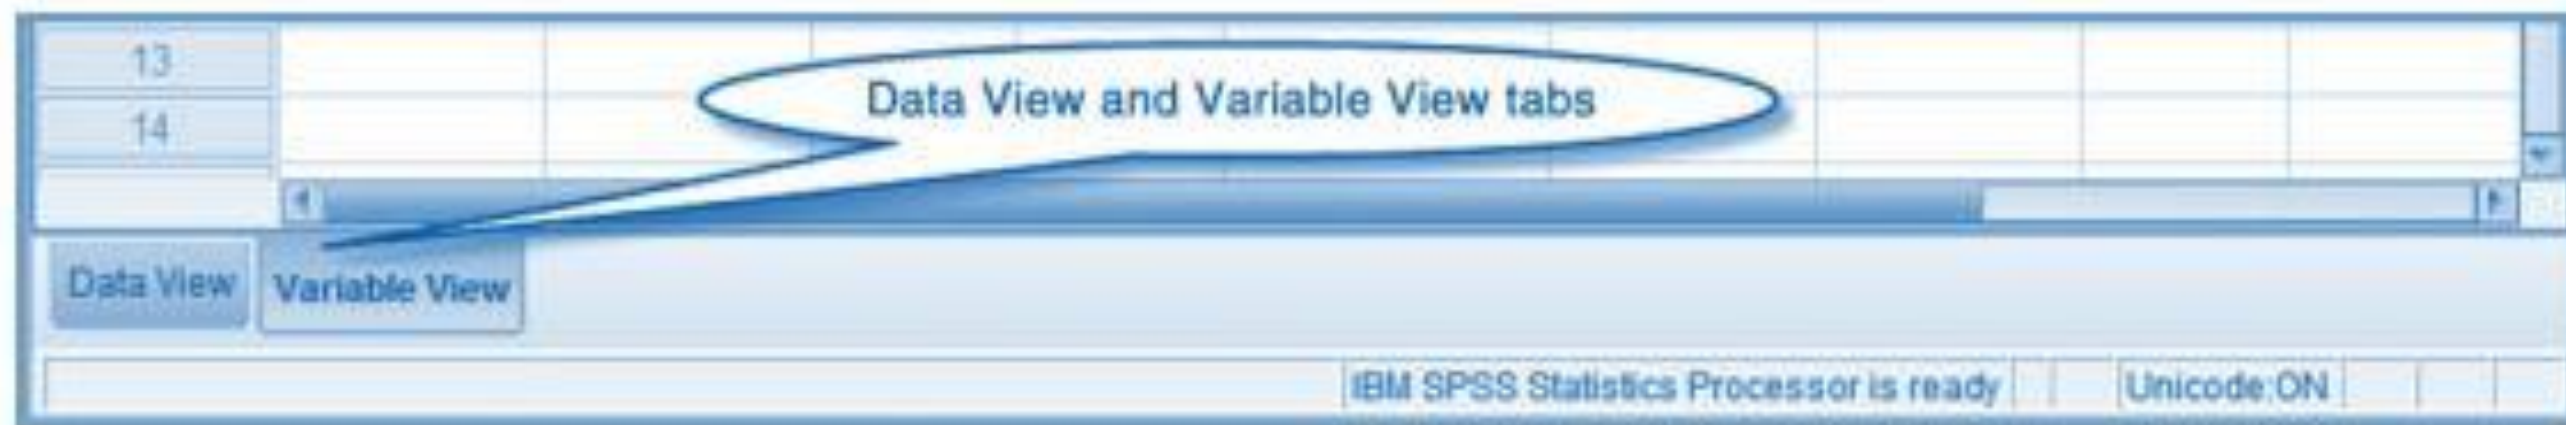 13
Data View and Variable View tabs
14
Data View Variable View
IBM SPSS Statistics Processor is ready Unicode:ON